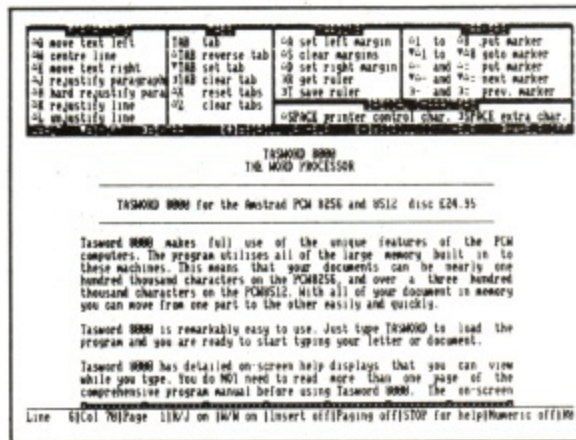 move text left TAB tab set left margin to put marker
centre line TAB reverse tab clear margins to goto marker
move text right TAB set tab set right margin and put marker
rejustify paragraph TAB clear tab get ruler and next marker
hard rejustify para reset tabs save ruler and prev. marker
rejustify line clear tabs
unjustify line SPACE printer control char. SPACE extra char.
TASWORD 8000
THE WORD PROCESSOR
TASWORD 8000 for the Amstrad PCW 8256 and 8512 disc £24.95
Tasword 8000 makes full use of the unique features of the PCW
computers. The program utilises all of the large memory built in to
these machines. This means that your documents can be nearly one
hundred thousand characters on the PCW8256, and over a three hundred
thousand characters on the PCW8512. With all of your document in memory
you can move from one part to the other easily and quickly.
Tasword 8000 is remarkably easy to use. Just type TASWORD to load the
program and you are ready to start typing your letter or document.
Tasword 8000 has detailed on-screen help displays that you can view
while you type. You do NOT need to read more than one page of the
comprehensive program manual before using Tasword 8000. The on-screen
Line 6|Col 70|Page 1|R/J on |W/W on |Insert off|Paging off|STOP for help|Numeric off|